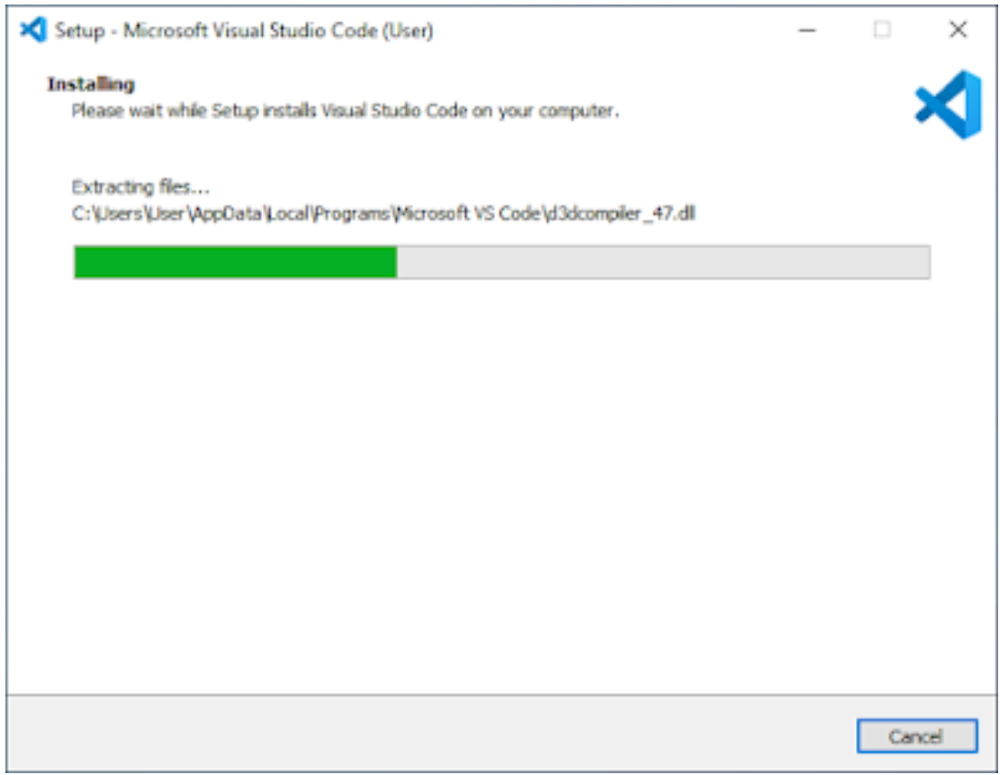 Setup - Microsoft Visual Studio Code (User)
Installing
Please wait while Setup installs Visual Studio Code on your computer.
Extracting files...
C:\Users\User\AppData\Local\Programs\Microsoft VS Code\d3dcompiler_47.dll
Cancel